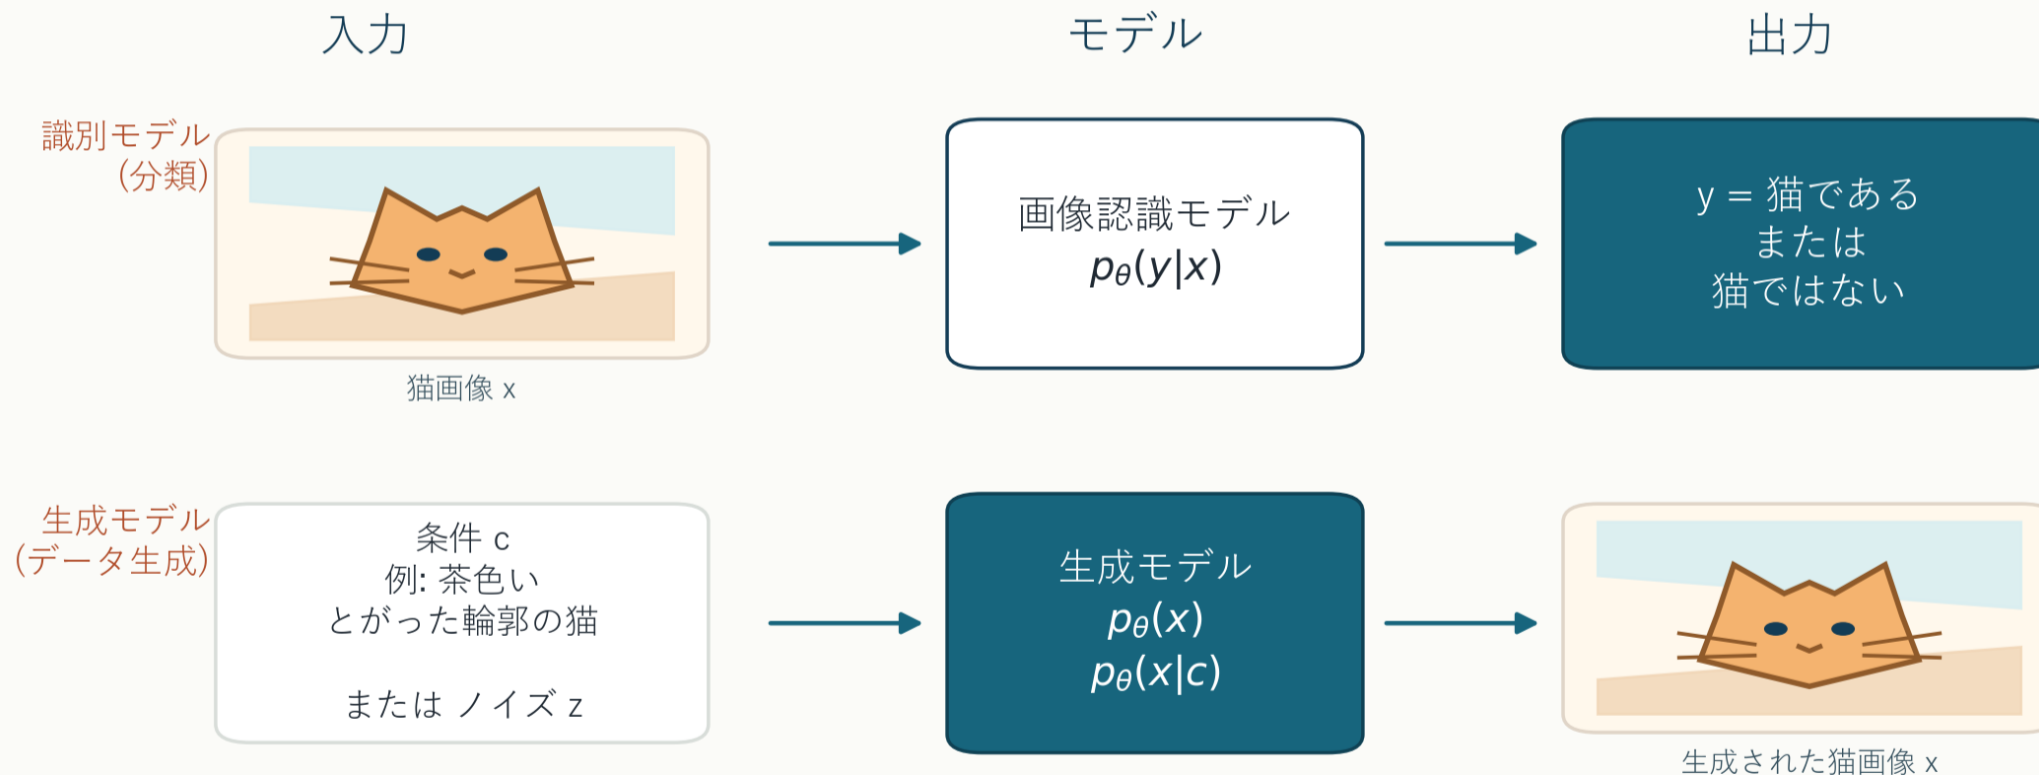 入力
モデル
出力
識別モデル
(分類)
猫画像 x
画像認識モデル
pθ(y|x)
y = 猫である
または
猫ではない
生成モデル
(データ生成)
条件 c
例: 茶色い
とがった輪郭の猫
または ノイズ z
生成モデル
pθ(x)
pθ(x|c)
生成された猫画像 x